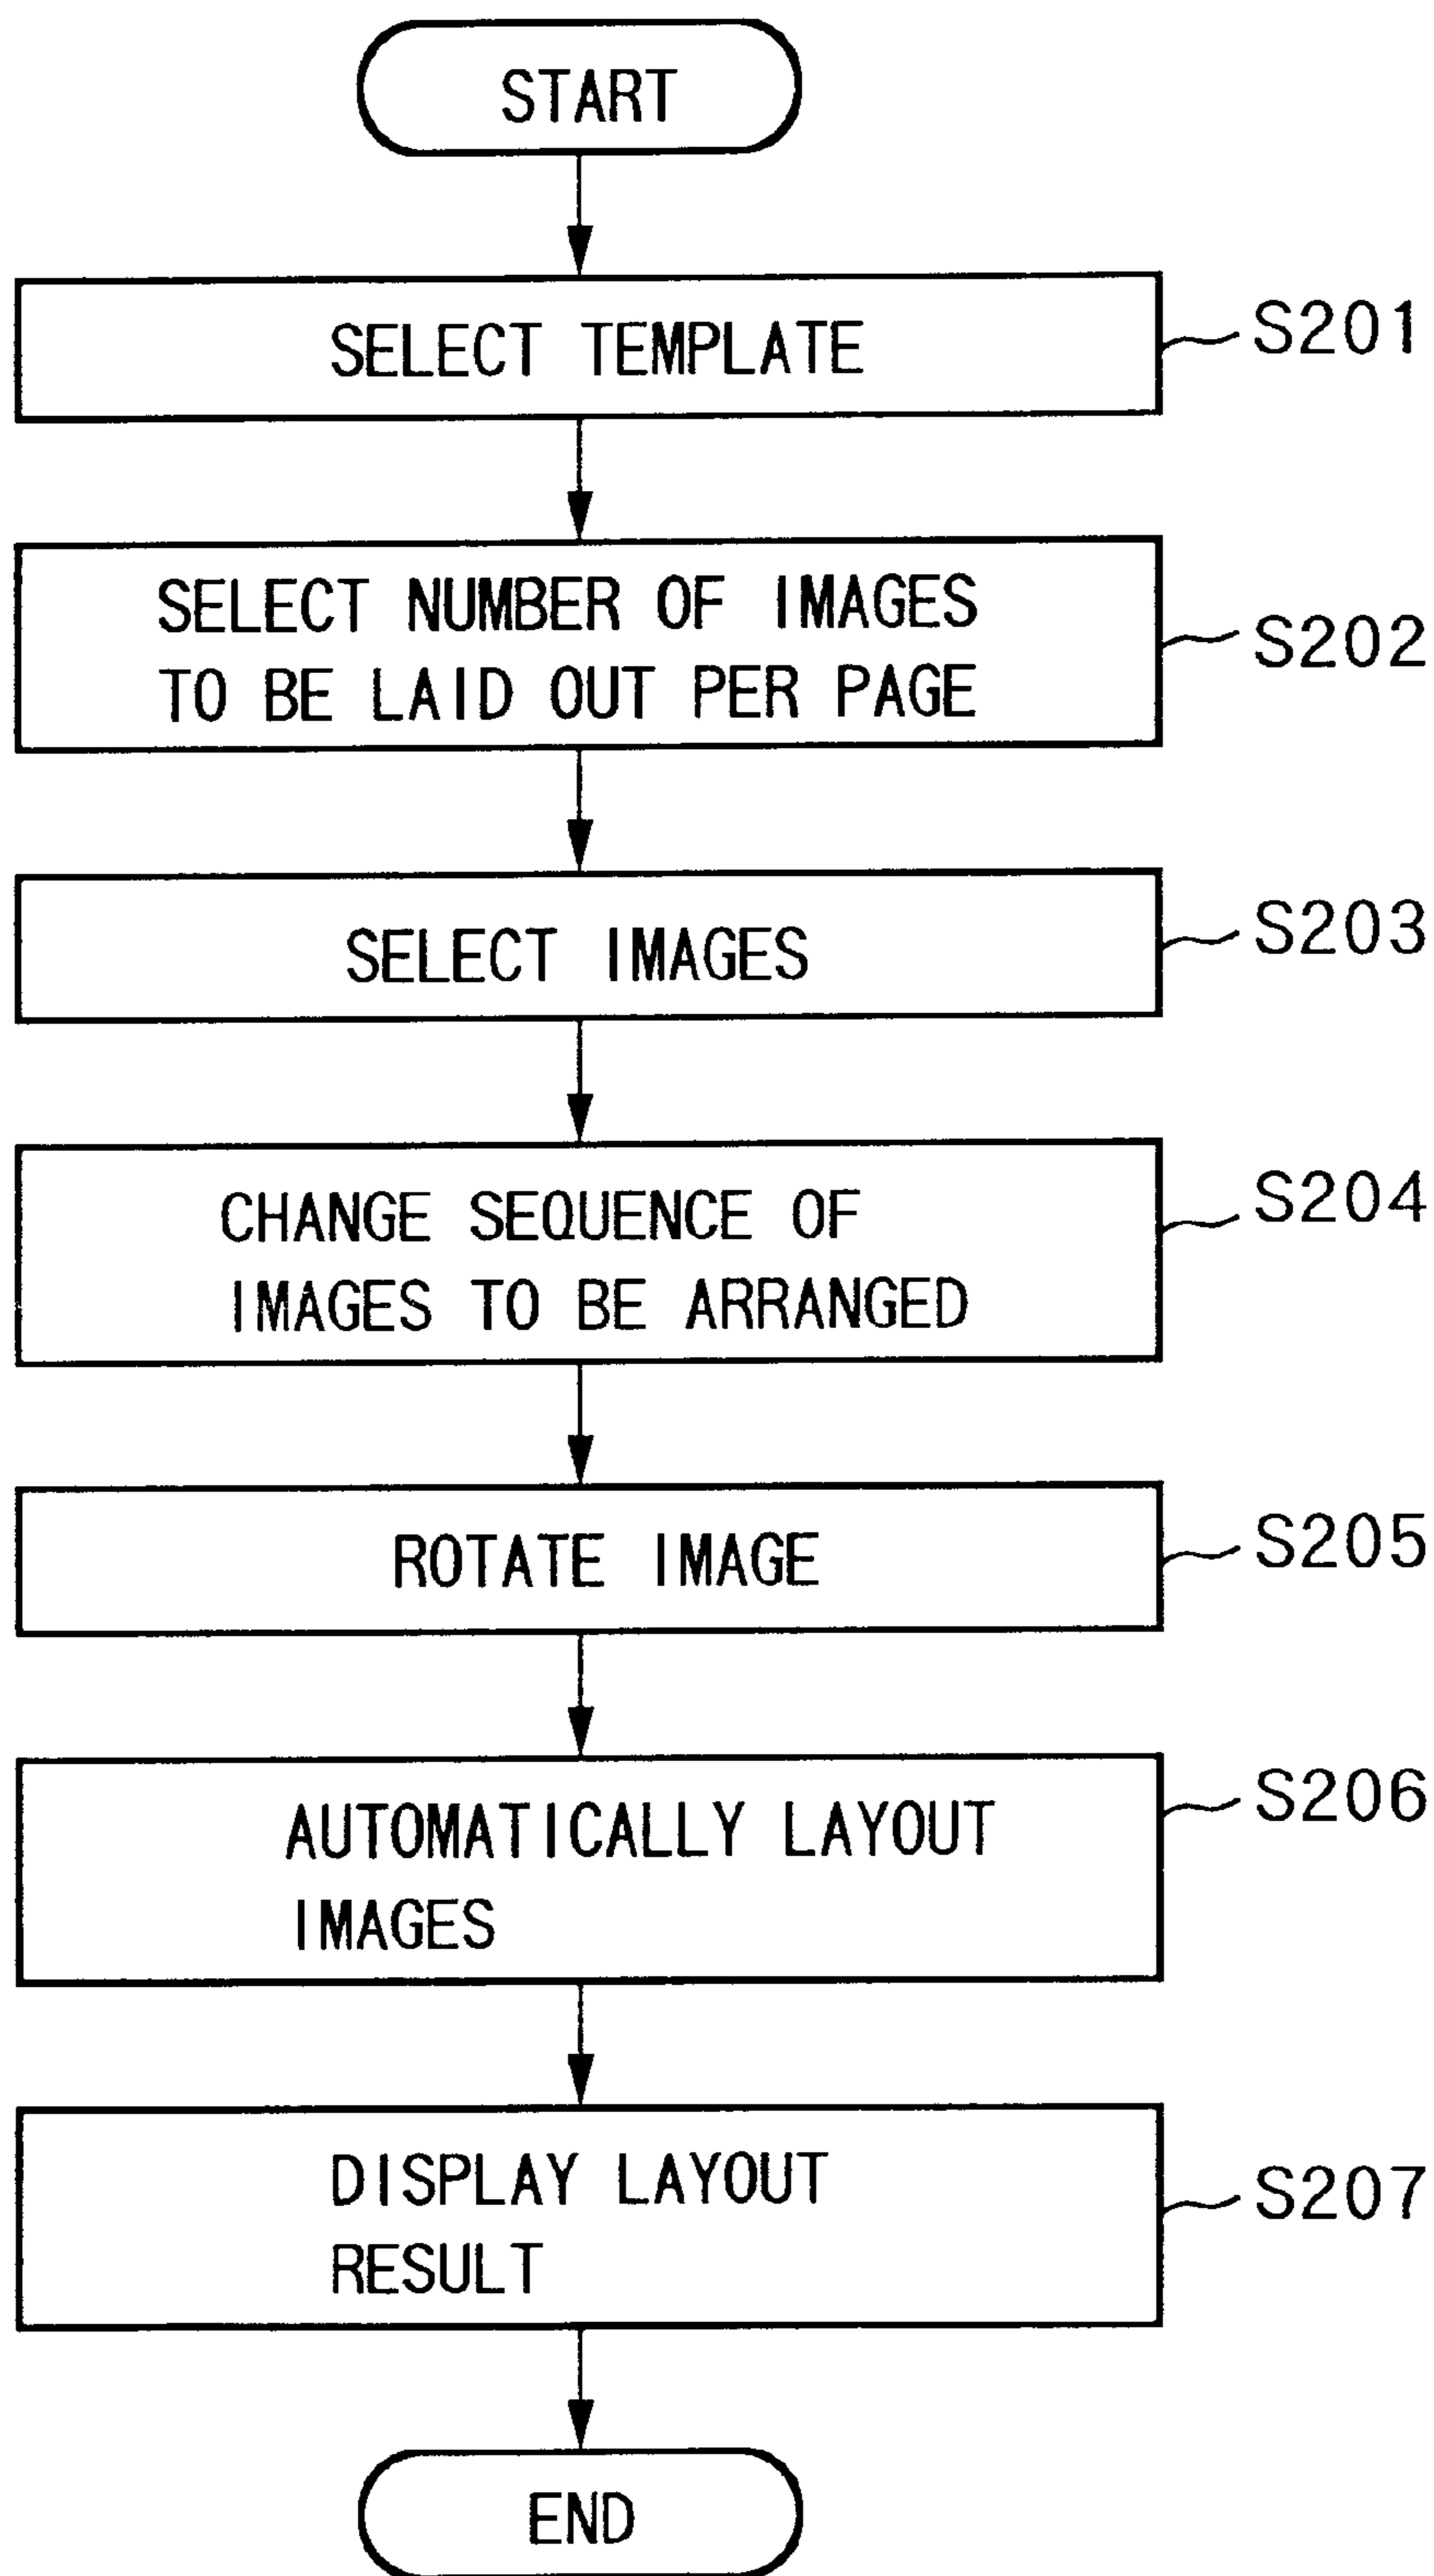 START
SELECT TEMPLATE
S201
SELECT NUMBER OF IMAGES
TO BE LAID OUT PER PAGE
S202
SELECT IMAGES
S203
CHANGE SEQUENCE OF
IMAGES TO BE ARRANGED
S204
ROTATE IMAGE
S205
AUTOMATICALLY LAYOUT
IMAGES
S206
DISPLAY LAYOUT
RESULT
S207
END